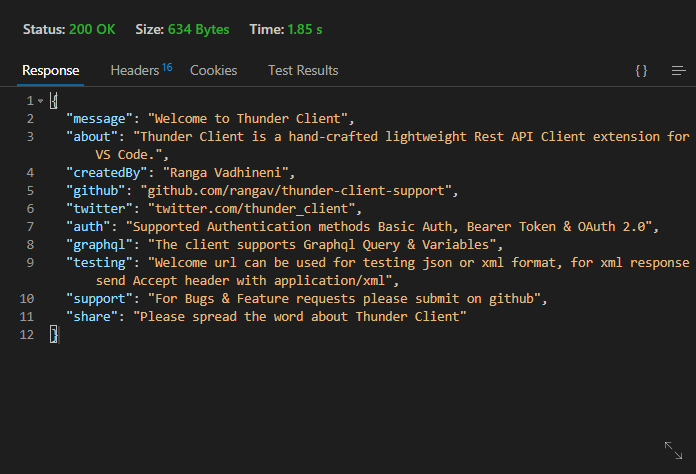 Status: 200 OK Size: 634 Bytes Time: 1.85 s
Response Headers 16 Cookies Test Results {}
1 {
2 "message": "Welcome to Thunder Client",
3 "about": "Thunder Client is a hand-crafted lightweight Rest API Client extension for
VS Code.",
4 "createdBy": "Ranga Vadhineni",
5 "github": "github.com/rangav/thunder-client-support",
6 "twitter": "twitter.com/thunder_client",
7 "auth": "Supported Authentication methods Basic Auth, Bearer Token & OAuth 2.0",
8 "graphql": "The client supports Graphql Query & Variables",
9 "testing": "Welcome url can be used for testing json or xml format, for xml response
send Accept header with application/xml",
10 "support": "For Bugs & Feature requests please submit on github",
11 "share": "Please spread the word about Thunder Client"
12 }